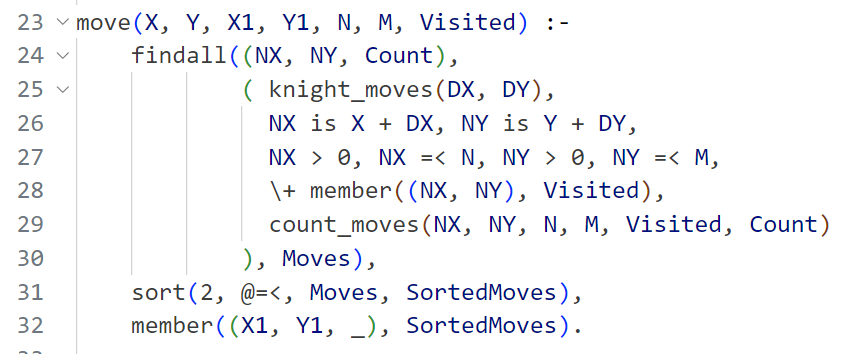 23 move(X, Y, X1, Y1, N, M, Visited) :-
24 findall((NX, NY, Count),
25 ( knight_moves(DX, DY),
26 NX is X + DX, NY is Y + DY,
27 NX > 0, NX =< N, NY > 0, NY =< M,
28 \+ member((NX, NY), Visited),
29 count_moves(NX, NY, N, M, Visited, Count)
30 ), Moves),
31 sort(2, @=<, Moves, SortedMoves),
32 member((X1, Y1, _), SortedMoves).